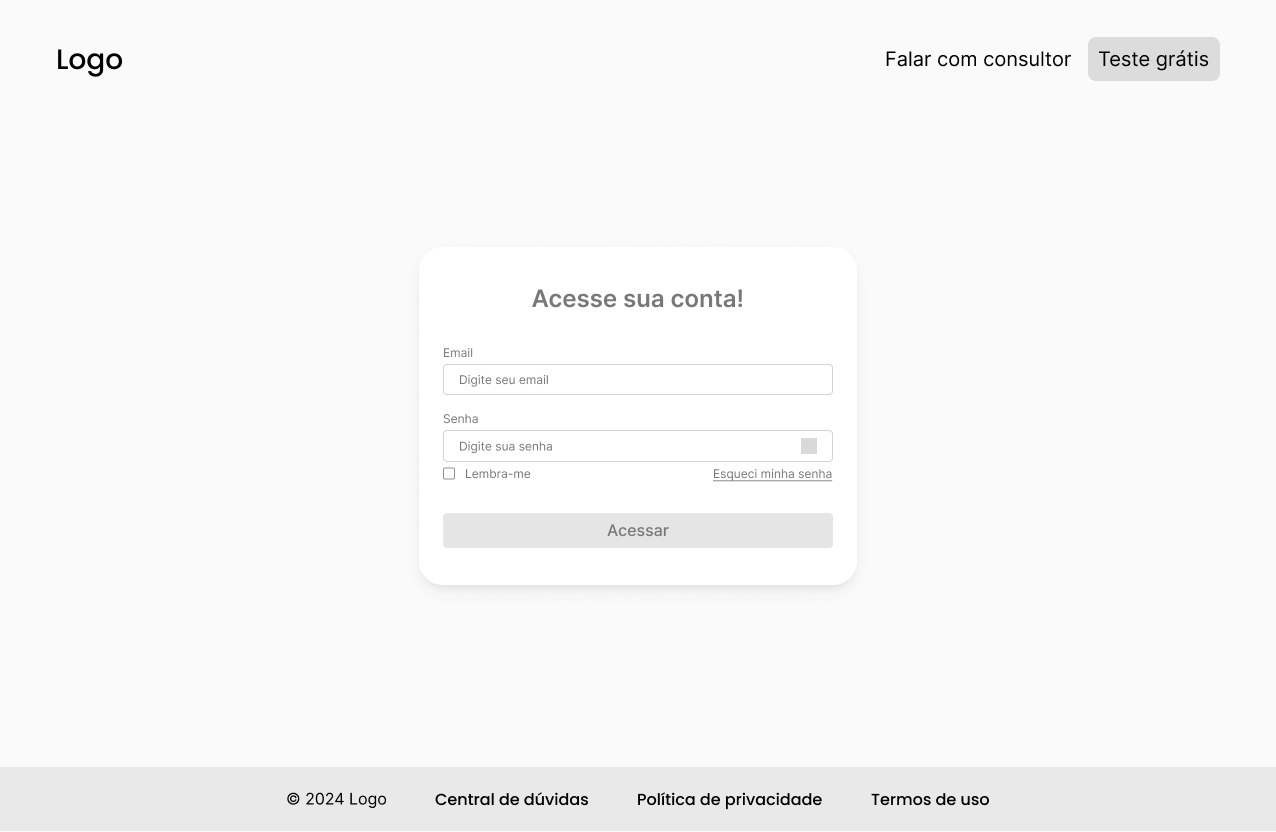 Logo
Falar com consultor
Teste grátis
Acesse sua conta!
Email
Digite seu email
Senha
Digite sua senha
Lembra-me
Esqueci minha senha
Acessar
© 2024 Logo
Central de dúvidas
Política de privacidade
Termos de uso